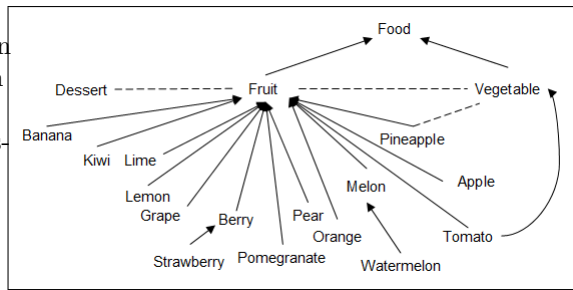 Food
Dessert Fruit Vegetable
Banana Pineapple
Kiwi Lime
Melon Apple
Lemon
Grape Berry Pear
Orange Tomato
Strawberry Pomegranate Watermelon